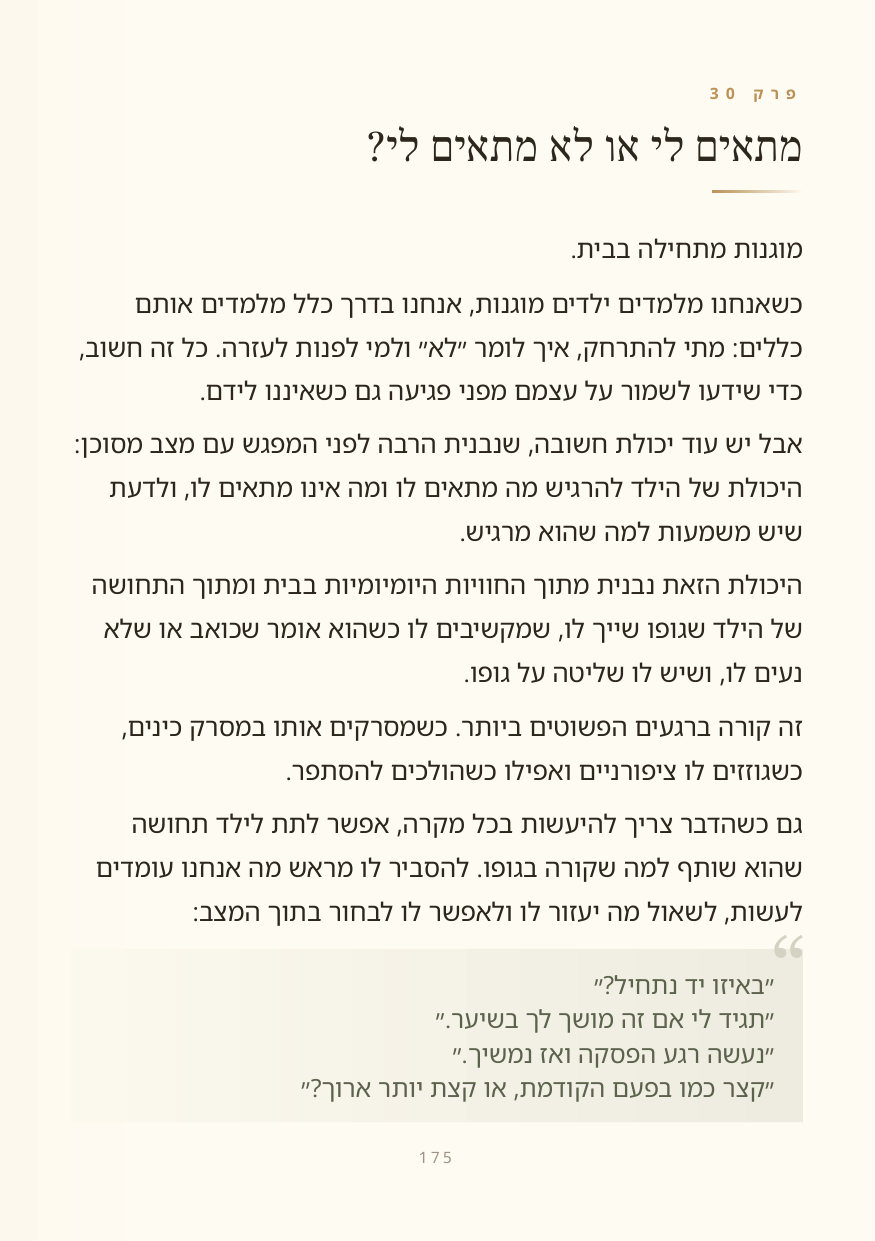 פרק 30
מתאים לי או לא מתאים לי?
מוגנות מתחילה בבית.
כשאנחנו מלמדים ילדים מוגנות, אנחנו בדרך כלל מלמדים אותם
כללים: מתי להתרחק, איך לומר ״לא״ ולמי לפנות לעזרה. כל זה חשוב,
כדי שידעו לשמור על עצמם מפני פגיעה גם כשאיננו לידם.
אבל יש עוד יכולת חשובה, שנבנית הרבה לפני המפגש עם מצב מסוכן:
היכולת של הילד להרגיש מה מתאים לו ומה אינו מתאים לו, ולדעת
שיש משמעות למה שהוא מרגיש.
היכולת הזאת נבנית מתוך החוויות היומיומיות בבית ומתוך התחושה
של הילד שגופו שייך לו, שמקשיבים לו כשהוא אומר שכואב או שלא
נעים לו, ושיש לו שליטה על גופו.
זה קורה ברגעים הפשוטים ביותר. כשמסרקים אותו במסרק כינים,
כשגוזזים לו ציפורניים ואפילו כשהולכים להסתפר.
גם כשהדבר צריך להיעשות בכל מקרה, אפשר לתת לילד תחושה
שהוא שותף למה שקורה בגופו. להסביר לו מראש מה אנחנו עומדים
לעשות, לשאול מה יעזור לו ולאפשר לו לבחור בתוך המצב:
״באיזו יד נתחיל?״
״תגיד לי אם זה מושך לך בשיער.״
״נעשה רגע הפסקה ואז נמשיך.״
״קצר כמו בפעם הקודמת, או קצת יותר ארוך?״
175